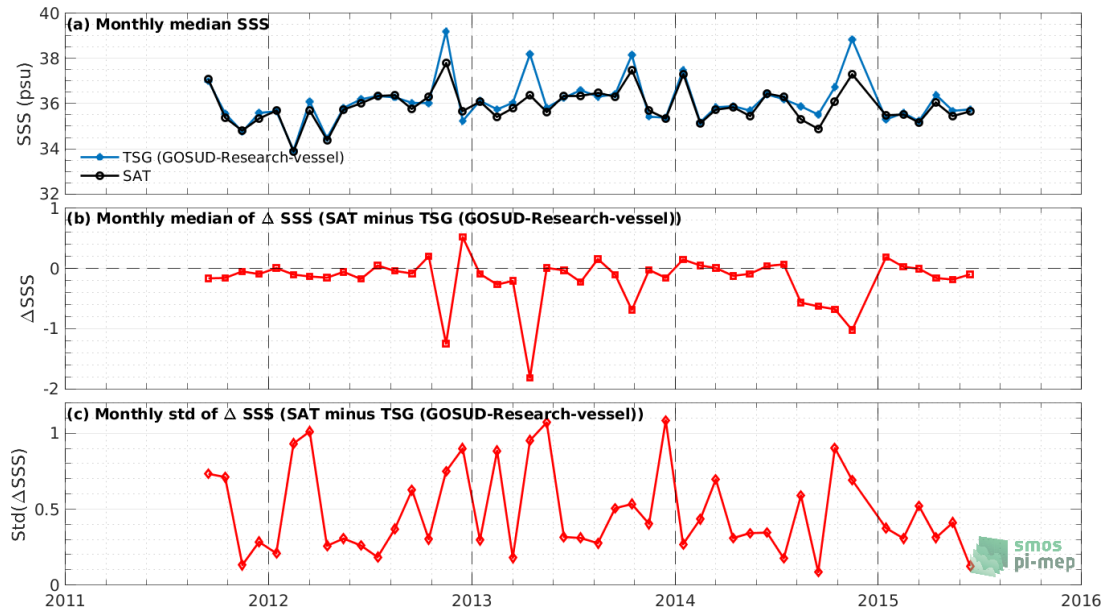 (a) Monthly median SSS
40
38
36
34
32
SSS (psu)
TSG (GOSUD-Research-vessel)
SAT
(b) Monthly median of Δ SSS (SAT minus TSG (GOSUD-Research-vessel))
1
0
-1
-2
ΔSSS
(c) Monthly std of Δ SSS (SAT minus TSG (GOSUD-Research-vessel))
1
0.5
0
Std(ΔSSS)
smos
pi-mep
2011 2012 2013 2014 2015 2016